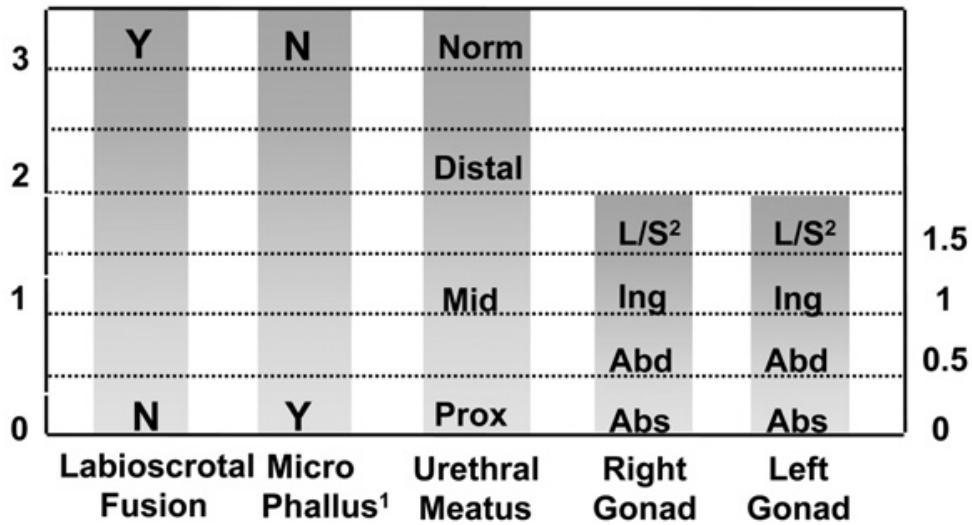 Y N Norm
3
Distal
2
L/S² L/S² 1.5
1 Mid Ing Ing 1
Abd Abd 0.5
0 N Y Prox Abs Abs 0
Labioscrotal Micro Urethral Right Left
Fusion Phallus¹ Meatus Gonad Gonad